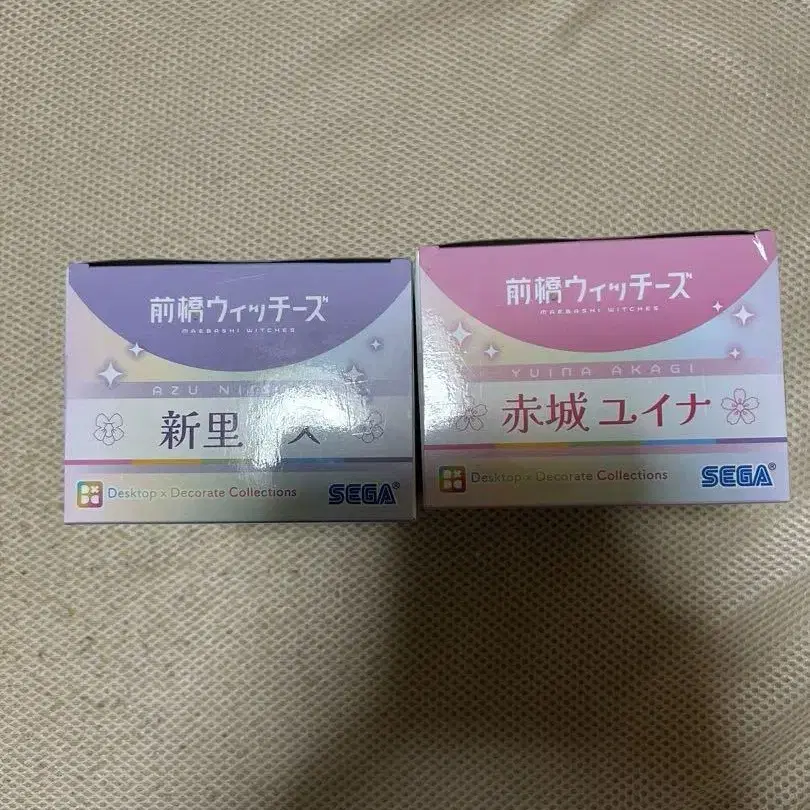 前橋ウィッチーズ
MAEBASHI WITCHES
AZU
新里
Desktop × Decorate Collections
SEGA®
前橋ウィッチーズ
MAEBASHI WITCHES
YUINA AKAGI
赤城ユイナ
Desktop × Decorate Collections
SEGA®